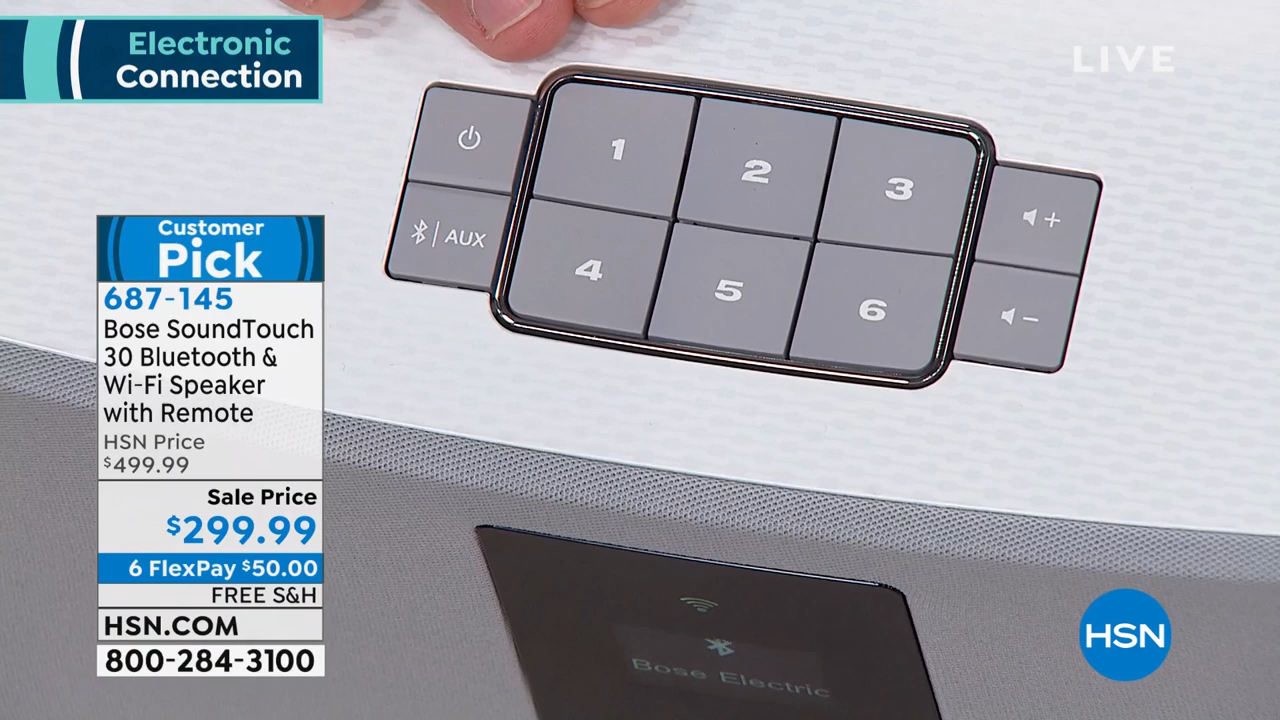 Electronic
Connection
LIVE
1
2
3
4
5
6
AUX
+
-
Customer
Pick
687-145
Bose SoundTouch
30 Bluetooth &
Wi-Fi Speaker
with Remote
HSN Price
$499.99
Sale Price
$299.99
6 FlexPay $50.00
FREE S&H
HSN.COM
800-284-3100
Bose Electric
HSN